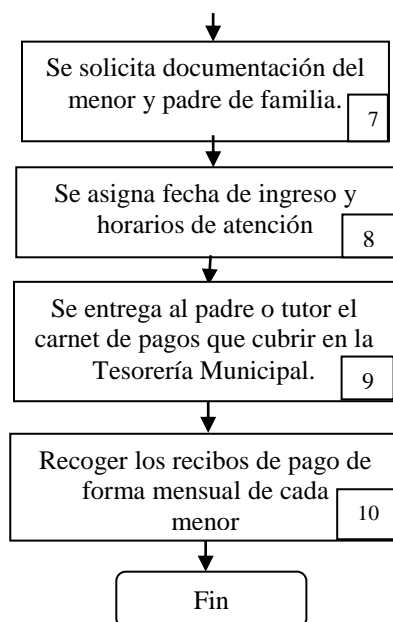 Se solicita documentación del
menor y padre de familia.
7
Se asigna fecha de ingreso y
horarios de atención
8
Se entrega al padre o tutor el
carnet de pagos que cubrir en la
Tesorería Municipal.
9
Recoger los recibos de pago de
forma mensual de cada
menor
10
Fin